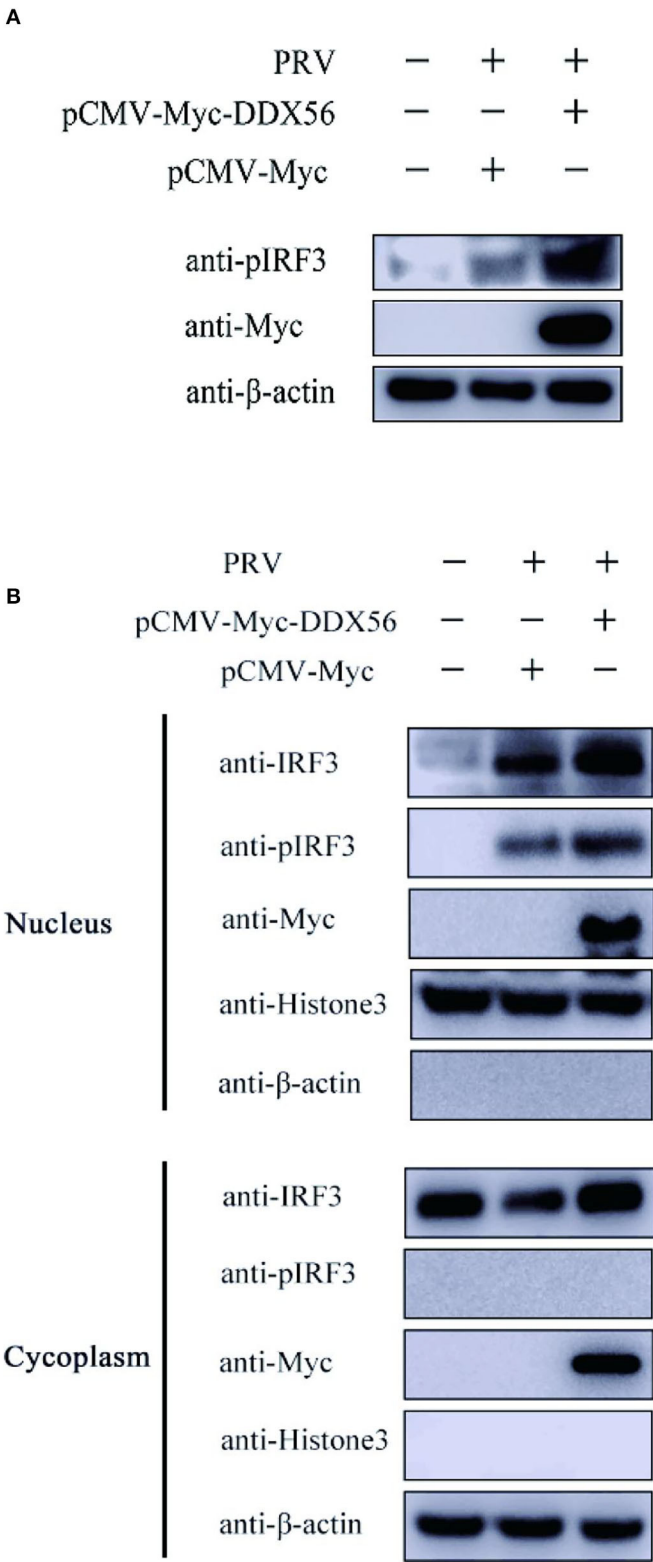 A
PRV − + +
pCMV-Myc-DDX56 − − +
pCMV-Myc − + −
anti-pIRF3
anti-Myc
anti-β-actin
B
PRV − + +
pCMV-Myc-DDX56 − − +
pCMV-Myc − + −
Nucleus
anti-IRF3
anti-pIRF3
anti-Myc
anti-Histone3
anti-β-actin
Cycoplasm
anti-IRF3
anti-pIRF3
anti-Myc
anti-Histone3
anti-β-actin